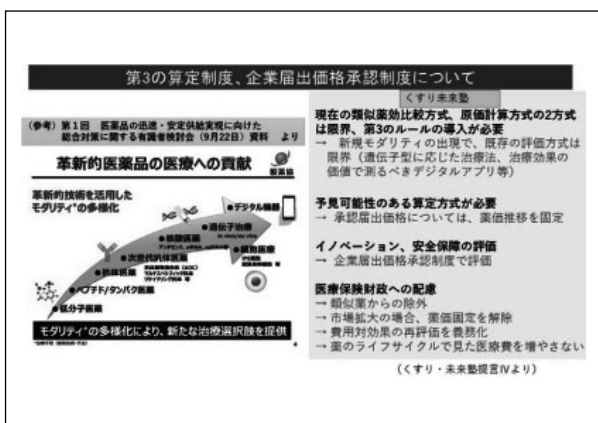 第3の算定制度、企業届出価格承認制度について
(参考)第1回 医薬品の迅速・安定供給実現に向けた
総合対策に関する有識者検討会(9月22日)資料 より
革新的医薬品の医療への貢献
製薬協
革新的技術を活用した
モダリティ*の多様化
●デジタル機器
●遺伝子治療
●核酸医薬
●細胞医療
●次世代抗体医薬
抗体薬物複合体(ADC)
●抗体医薬
●ペプチド/タンパク医薬
●低分子医薬
モダリティ*の多様化により、新たな治療選択肢を提供
くすり未来塾
現在の類似薬効比較方式、原価計算方式の2方式
は限界、第3のルールの導入が必要
→ 新規モダリティの出現で、既存の評価方式は
限界(遺伝子型に応じた治療法、治療効果の
価値で測るべきデジタルアプリ等)
予見可能性のある算定方式が必要
→ 承認届出価格については、薬価推移を固定
イノベーション、安全保障の評価
→ 企業届出価格承認制度で評価
医療保険財政への配慮
→ 類似薬からの除外
→ 市場拡大の場合、薬価固定を解除
→ 費用対効果の再評価を義務化
→ 薬のライフサイクルで見た医療費を増やさない
(くすり・未来塾提言Ⅳより)